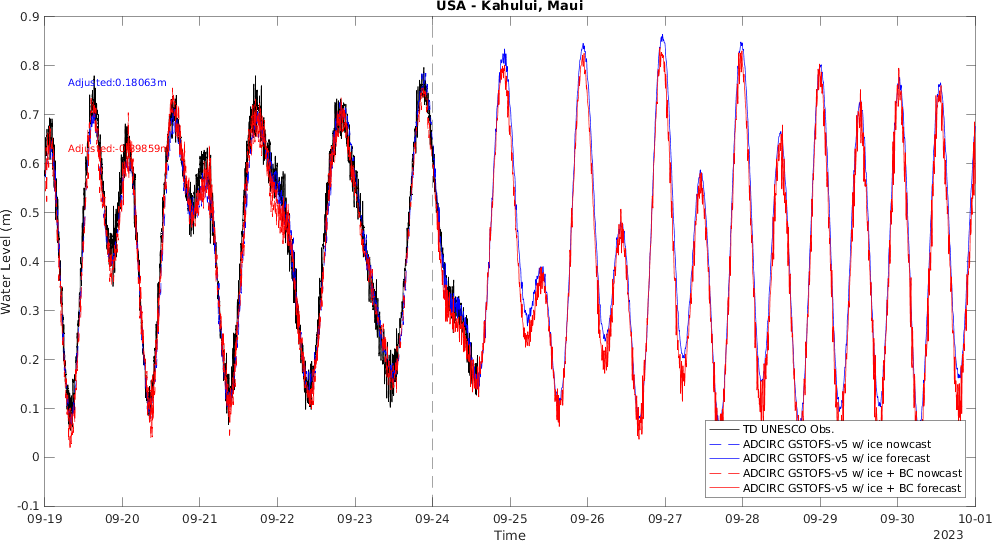 USA - Kahului, Maui
0.9
0.8
0.7
0.6
0.5
0.4
0.3
0.2
0.1
0
-0.1
Water Level (m)
Adjusted:0.18063m
TD UNESCO Obs.
ADCIRC GSTOFS-v5 w/ ice nowcast
ADCIRC GSTOFS-v5 w/ ice forecast
ADCIRC GSTOFS-v5 w/ ice + BC nowcast
ADCIRC GSTOFS-v5 w/ ice + BC forecast
09-19 09-20 09-21 09-22 09-23 09-24 09-25 09-26 09-27 09-28 09-29 09-30 10-01
Time
2023